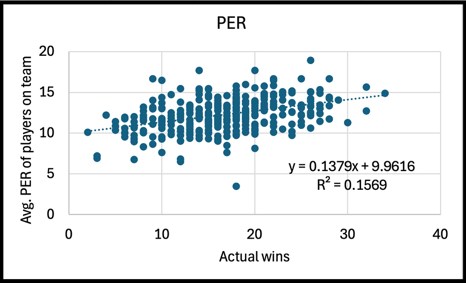 PER
Avg. PER of players on team
20
15
10
5
0
y = 0.1379x + 9.9616
R² = 0.1569
0 10 20 30 40
Actual wins